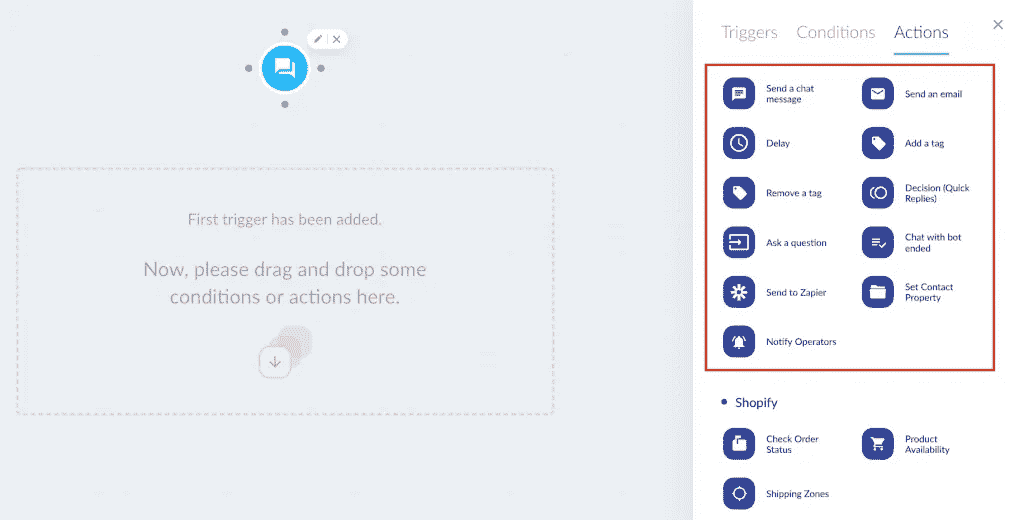 Triggers Conditions Actions
Send a chat
message
Send an email
Delay
Add a tag
Remove a tag
Decision (Quick
Replies)
Ask a question
Chat with bot
ended
Send to Zapier
Set Contact
Property
Notify Operators
First trigger has been added.
Now, please drag and drop some
conditions or actions here.
Shopify
Check Order
Status
Product
Availability
Shipping Zones